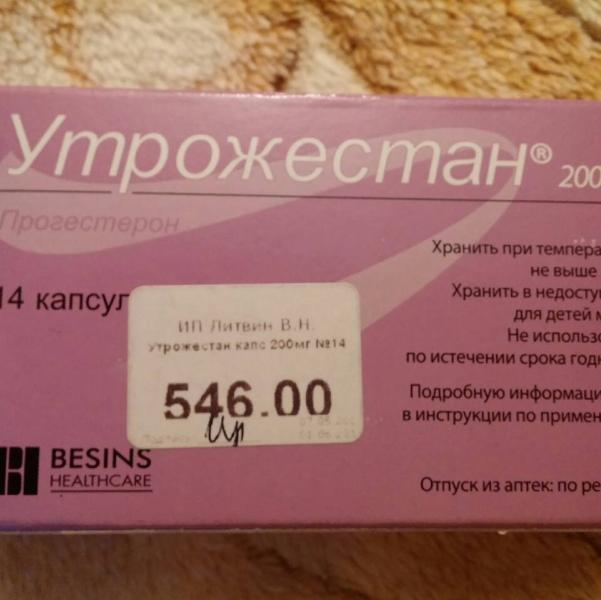 Утрожестан® 200
Прогестерон
14 капсул
Хранить при темпера
не выше
Хранить в недосту
для детей м
Не использо
по истечении срока годн
Подробную информаци
в инструкции по примен
Отпуск из аптек: по ре
ИП Литвин В.Н.
Утрожестан капс 200мг №14
546.00
BESINS
HEALTHCARE